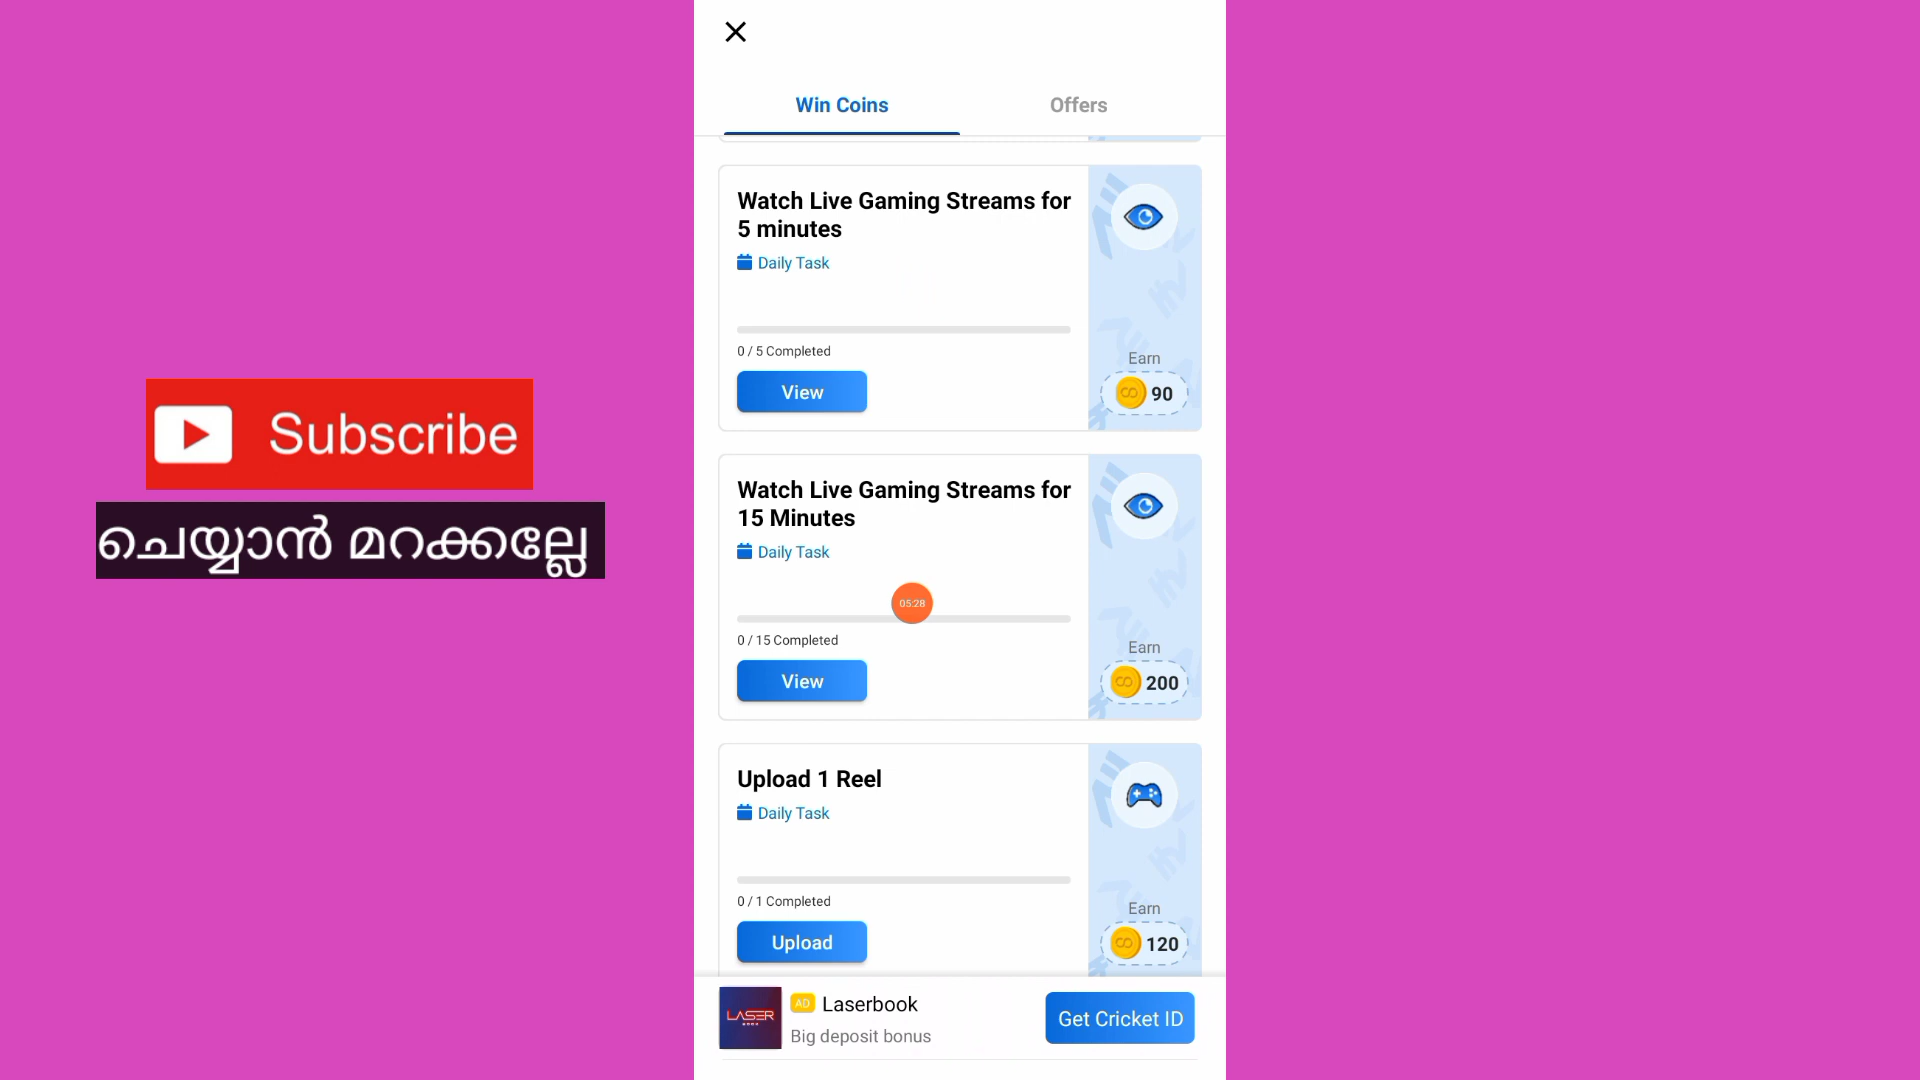 Win Coins
Offers
Watch Live Gaming Streams for
5 minutes
Daily Task
0 / 5 Completed
View
Earn
90
Watch Live Gaming Streams for
15 Minutes
Daily Task
05:28
0 / 15 Completed
View
Earn
200
Upload 1 Reel
Daily Task
0 / 1 Completed
Upload
Earn
120
LASER
AD Laserbook
Big deposit bonus
Get Cricket ID
Subscribe
ചെയ്യാൻ മറക്കല്ലേ